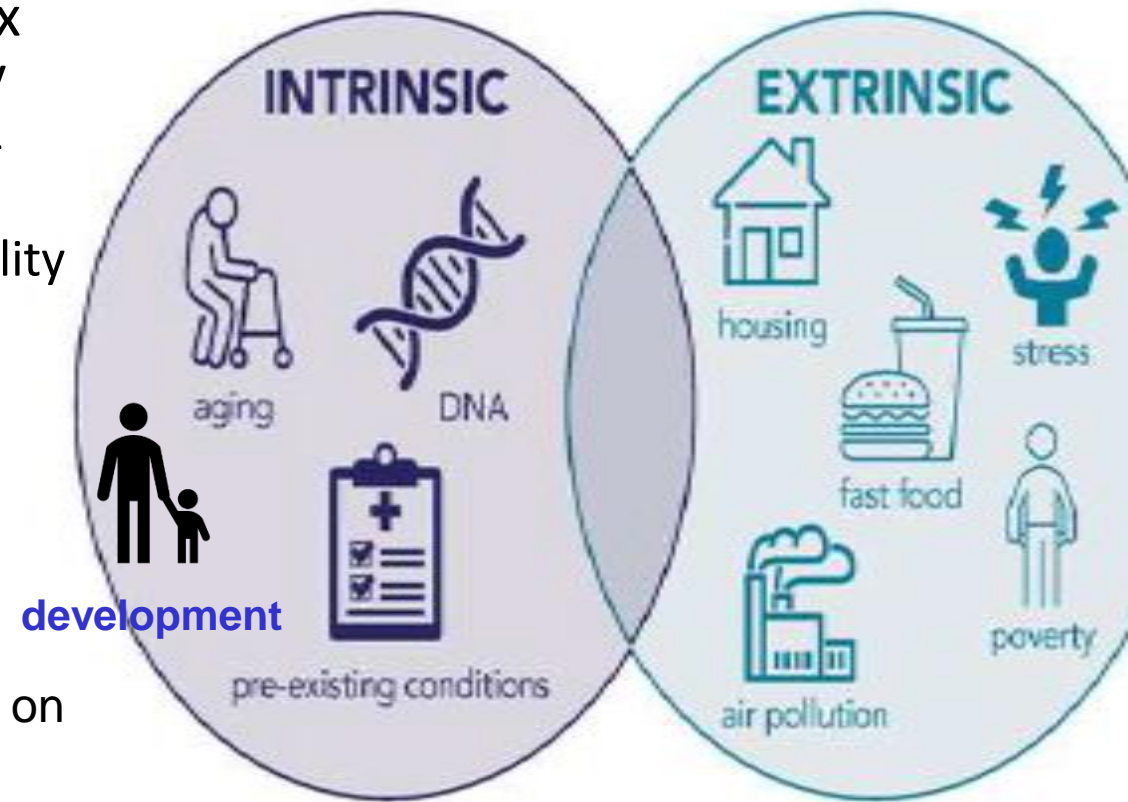 x
y
lity
on
INTRINSIC
aging
DNA
development
pre-existing conditions
EXTRINSIC
housing
stress
fast food
poverty
air pollution